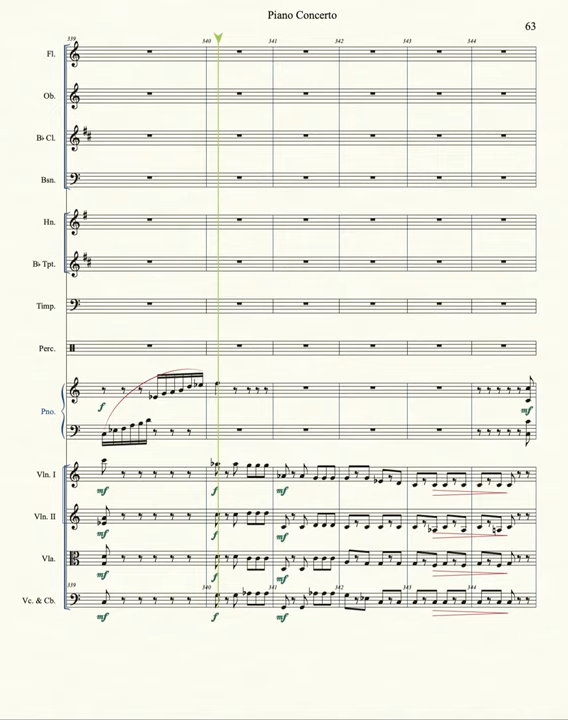 Piano Concerto
63
339 340 341 342 343 344
Fl.
Ob.
B♭ Cl.
Bsn.
Hn.
B♭ Tpt.
Timp.
Perc.
Pno.
f
mf
Vln. I
mf f mf
Vln. II
mf f mf
Vla.
mf f mf
339 340 341 342 343 344
Vc. & Cb.
mf f mf